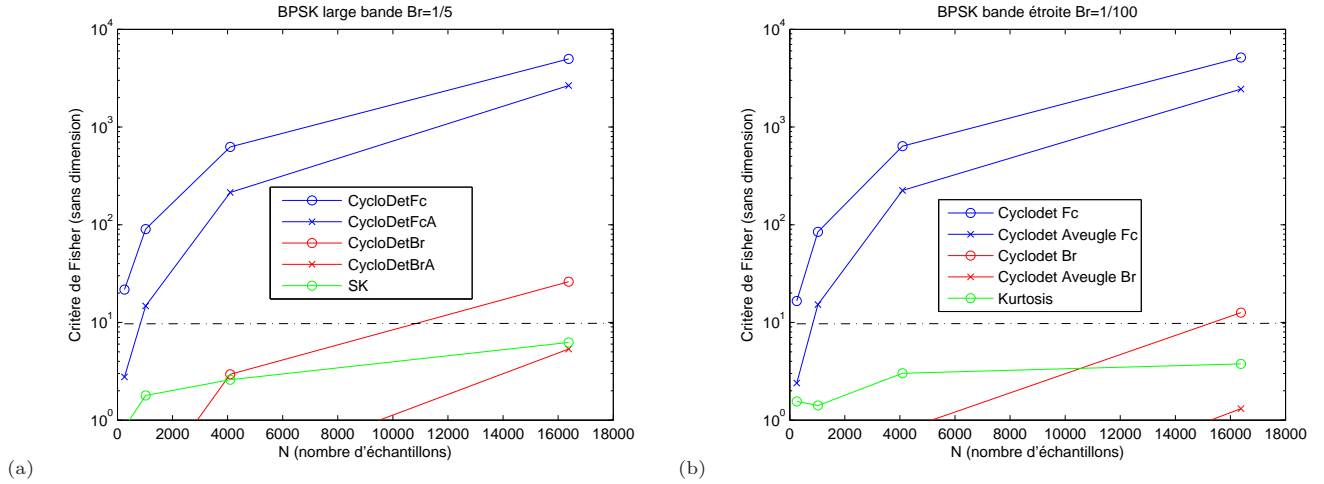 BPSK large bande Br=1/5
10^4
10^3
10^2
10^1
10^0
Critère de Fisher (sans dimension)
CycloDetFc
CycloDetFcA
CycloDetBr
CycloDetBrA
SK
0 2000 4000 6000 8000 10000 12000 14000 16000 18000
N (nombre d'échantillons)
(a)
BPSK bande étroite Br=1/100
10^4
10^3
10^2
10^1
10^0
Critère de Fisher (sans dimension)
Cyclodet Fc
Cyclodet Aveugle Fc
Cyclodet Br
Cyclodet Aveugle Br
Kurtosis
0 2000 4000 6000 8000 10000 12000 14000 16000 18000
N (nombre d'échantillons)
(b)